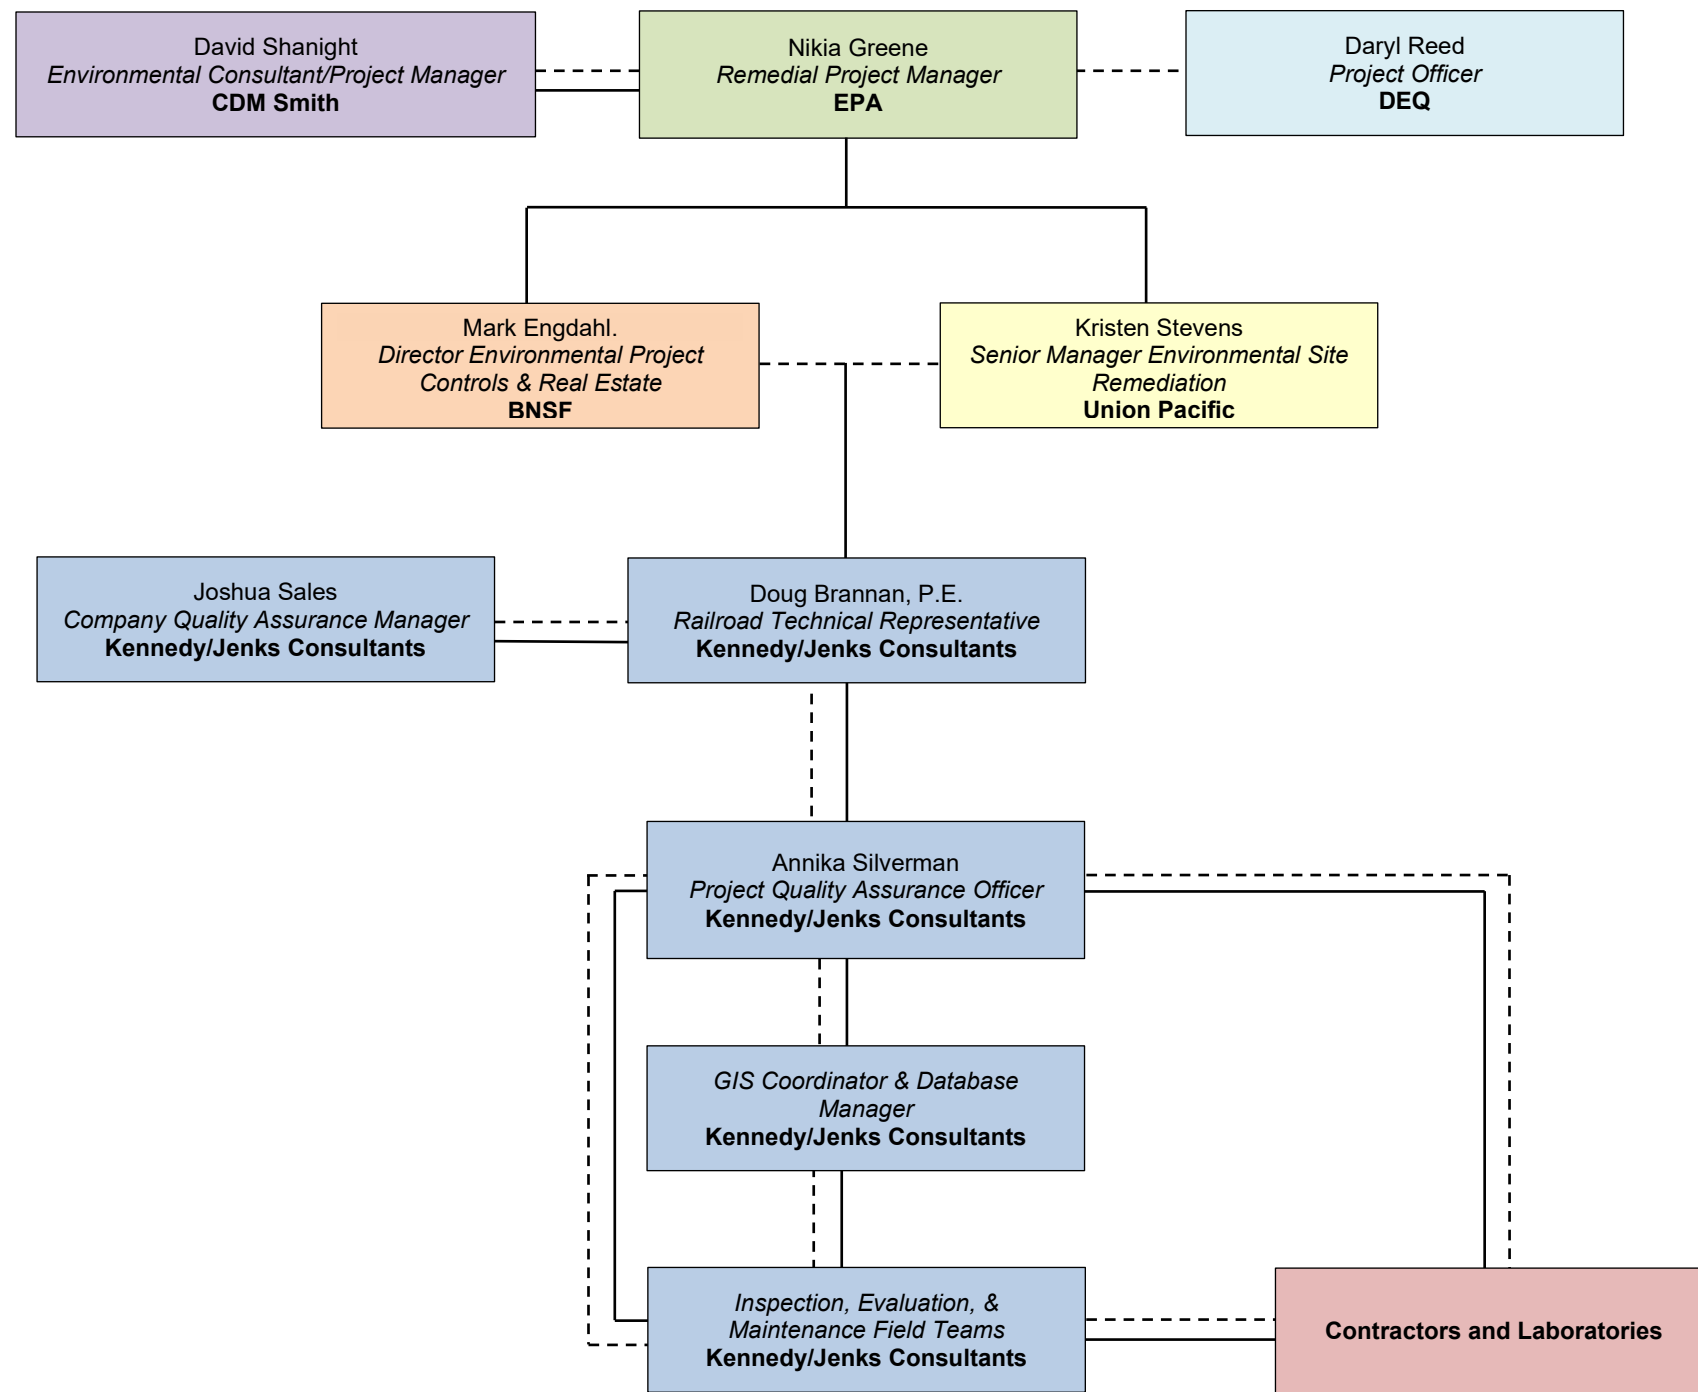 David Shanight
Environmental Consultant/Project Manager
CDM Smith
Nikia Greene
Remedial Project Manager
EPA
Daryl Reed
Project Officer
DEQ
Mark Engdahl.
Director Environmental Project
Controls & Real Estate
BNSF
Kristen Stevens
Senior Manager Environmental Site
Remediation
Union Pacific
Joshua Sales
Company Quality Assurance Manager
Kennedy/Jenks Consultants
Doug Brannan, P.E.
Railroad Technical Representative
Kennedy/Jenks Consultants
Annika Silverman
Project Quality Assurance Officer
Kennedy/Jenks Consultants
GIS Coordinator & Database
Manager
Kennedy/Jenks Consultants
Inspection, Evaluation, &
Maintenance Field Teams
Kennedy/Jenks Consultants
Contractors and Laboratories